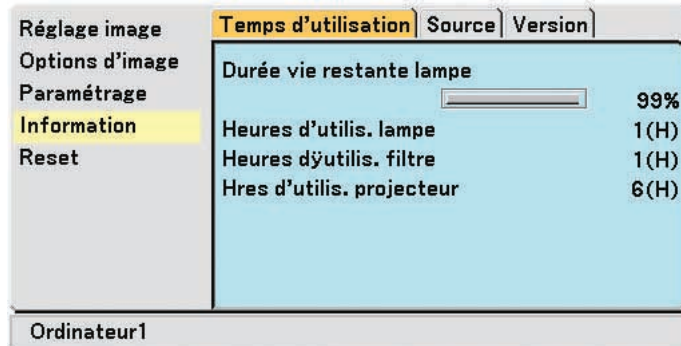 Réglage image
Options d'image
Paramétrage
Information
Reset
Temps d'utilisation Source Version
Durée vie restante lampe
99%
Heures d'utilis. lampe 1(H)
Heures dÿutilis. filtre 1(H)
Hres d'utilis. projecteur 6(H)
Ordinateur1